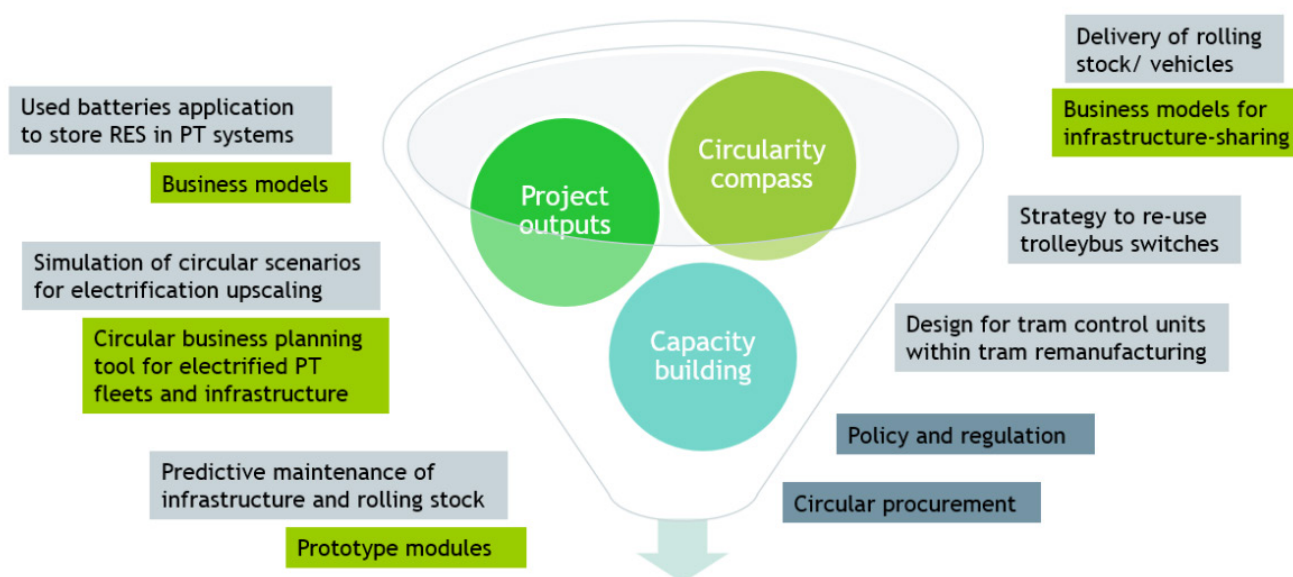 Delivery of rolling
stock/ vehicles
Used batteries application
to store RES in PT systems
Business models for
infrastructure-sharing
Business models
Circularity
compass
Project
outputs
Strategy to re-use
trolleybus switches
Simulation of circular scenarios
for electrification upscaling
Circular business planning
tool for electrified PT
fleets and infrastructure
Capacity
building
Design for tram control units
within tram remanufacturing
Policy and regulation
Predictive maintenance of
infrastructure and rolling stock
Circular procurement
Prototype modules